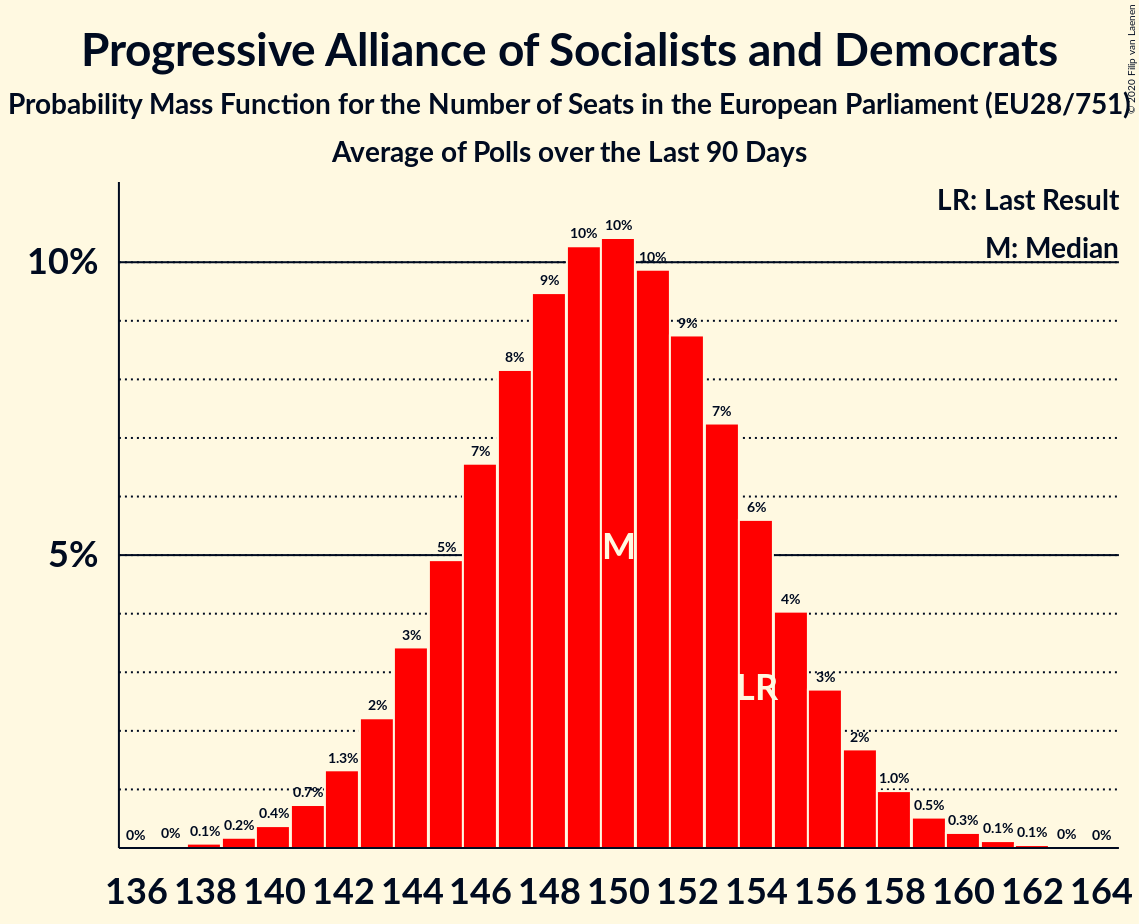 Progressive Alliance of Socialists and Democrats
Probability Mass Function for the Number of Seats in the European Parliament (EU28/751)
Average of Polls over the Last 90 Days
© 2020 Filip van Laenen
LR: Last Result
M: Median
10%
5%
0% 0% 0.1% 0.2% 0.4% 0.7% 1.3% 2% 3% 5% 7% 8% 9% 10% 10% 10% 9% 7% 6% 4% 3% 2% 1.0% 0.5% 0.3% 0.1% 0.1% 0% 0%
M
LR
136 138 140 142 144 146 148 150 152 154 156 158 160 162 164